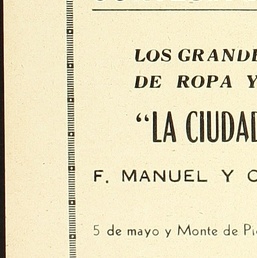 LOS GRANDE
DE ROPA Y
"LA CIUDAD
F. MANUEL Y C
5 de mayo y Monte de Pi